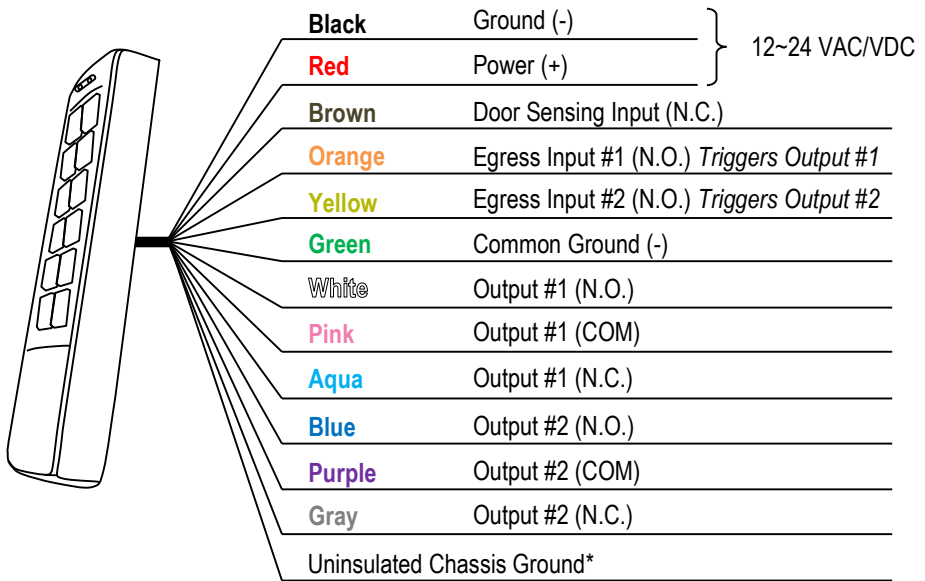 Black Ground (-)
12~24 VAC/VDC
Red Power (+)
Brown Door Sensing Input (N.C.)
Orange Egress Input #1 (N.O.) Triggers Output #1
Yellow Egress Input #2 (N.O.) Triggers Output #2
Green Common Ground (-)
White Output #1 (N.O.)
Pink Output #1 (COM)
Aqua Output #1 (N.C.)
Blue Output #2 (N.O.)
Purple Output #2 (COM)
Gray Output #2 (N.C.)
Uninsulated Chassis Ground*